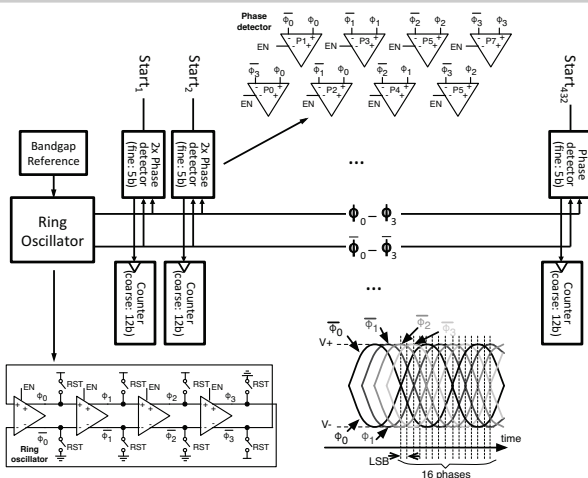 Phase
detector
Φ̅0 Φ0 Φ̅1 Φ1 Φ̅2 Φ2 Φ̅3 Φ3
EN P1 P3 P5 P7
Φ̅3 Φ0 Φ̅1 Φ0 Φ̅2 Φ1 Φ̅3 Φ2
P0 P2 P4 P5
EN EN EN EN
Start1
Start2
Start432
Bandgap
Reference
2x Phase
detector
(fine: 5b)
2x Phase
detector
(fine: 5b)
...
Phase
detector
(fine: 5b)
Ring
Oscillator
Φ0 – Φ3
Φ̅0 – Φ̅3
Counter
(coarse: 12b)
Counter
(coarse: 12b)
...
Counter
(coarse: 12b)
EN RST EN RST EN RST EN RST
Φ0 Φ1 Φ2 Φ3
Φ̅0 Φ̅1 Φ̅2 Φ̅3
RST RST RST RST
Ring
oscillator
Φ̅0 Φ̅1 Φ̅2 Φ̅3
V+
V-
Φ0 Φ1
time
LSB
16 phases